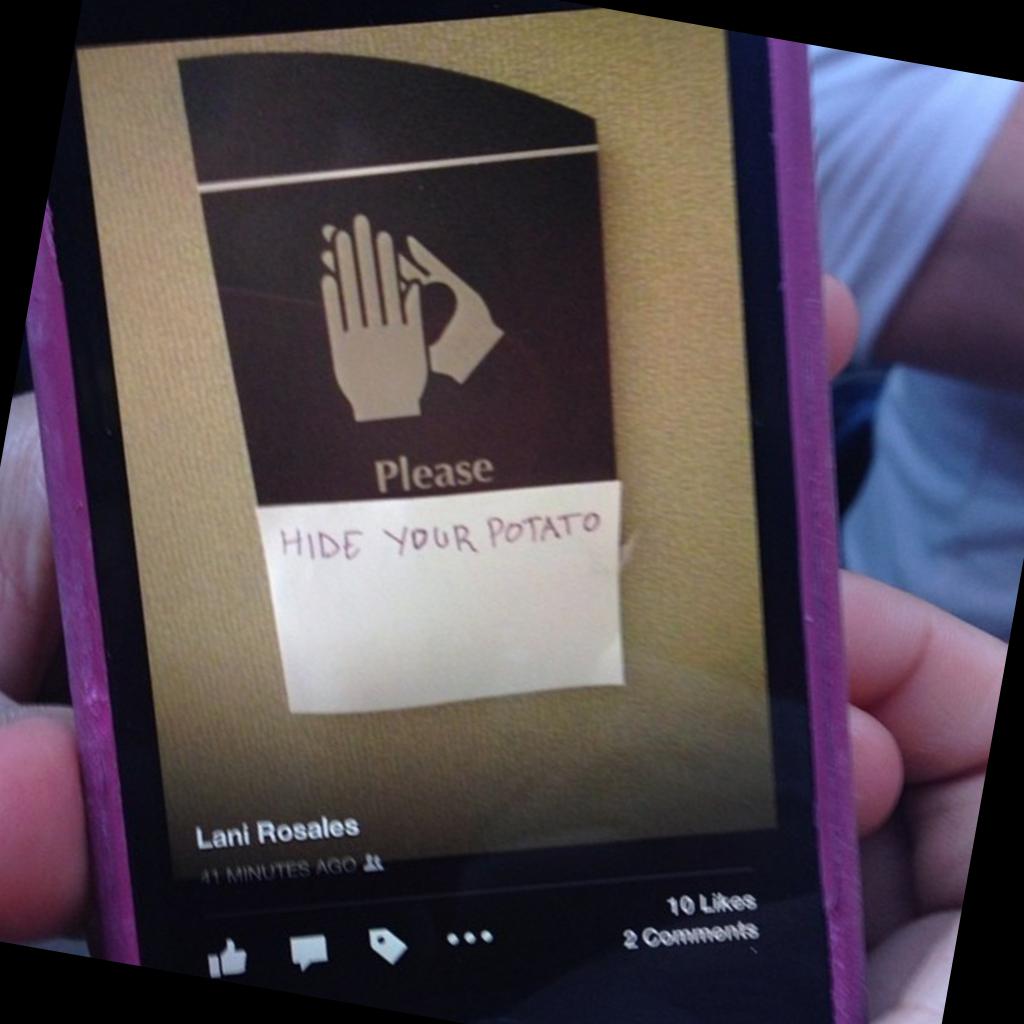 Please
HIDE YOUR POTATO
Lani Rosales
41 MINUTES AGO
10 Likes
2 Comments